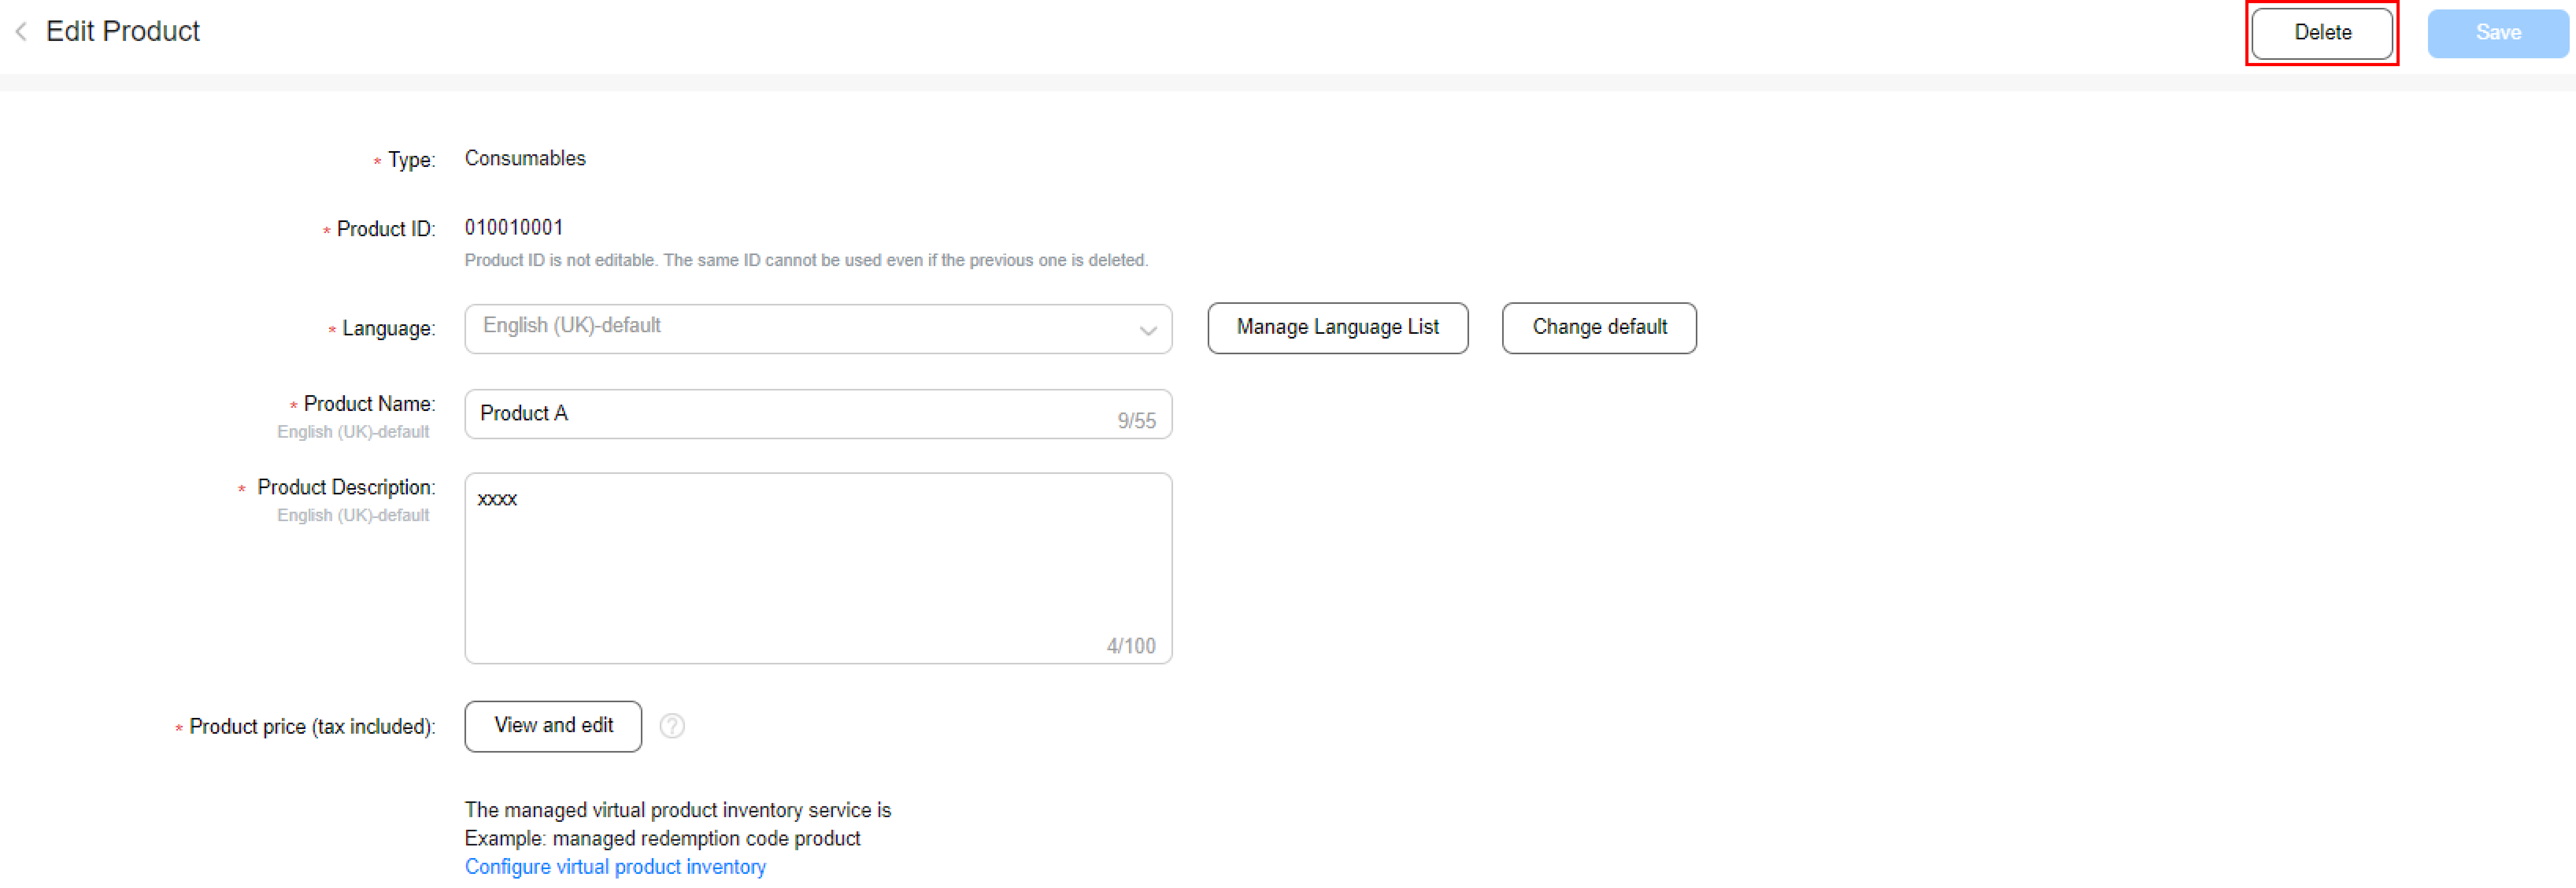 Edit Product
Delete
Save
* Type: Consumables
* Product ID: 010010001
Product ID is not editable. The same ID cannot be used even if the previous one is deleted.
* Language: English (UK)-default
Manage Language List
Change default
* Product Name: Product A 9/55
English (UK)-default
* Product Description: xxxx
English (UK)-default
4/100
* Product price (tax included): View and edit ?
The managed virtual product inventory service is
Example: managed redemption code product
Configure virtual product inventory